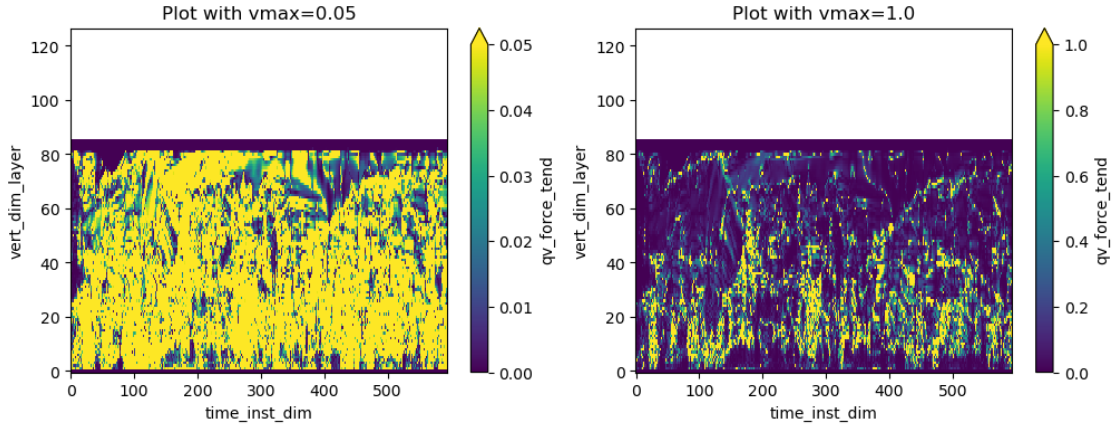 Plot with vmax=0.05
120
100
80
60
40
20
0
vert_dim_layer
0 100 200 300 400 500
time_inst_dim
0.05
0.04
0.03
0.02
0.01
0.00
qv_force_tend
Plot with vmax=1.0
120
100
80
60
40
20
0
vert_dim_layer
0 100 200 300 400 500
time_inst_dim
1.0
0.8
0.6
0.4
0.2
0.0
qv_force_tend